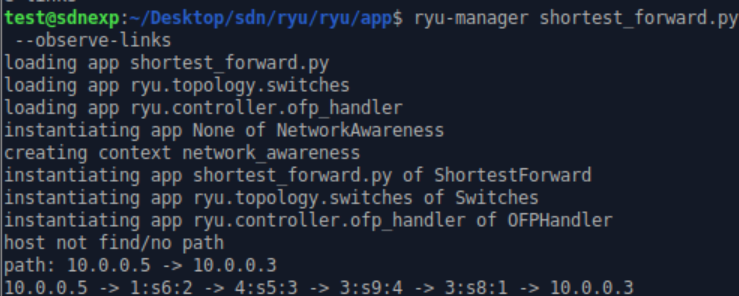 test@sdnexp:~/Desktop/sdn/ryu/ryu/app$ ryu-manager shortest_forward.py
--observe-links
loading app shortest_forward.py
loading app ryu.topology.switches
loading app ryu.controller.ofp_handler
instantiating app None of NetworkAwareness
creating context network_awareness
instantiating app shortest_forward.py of ShortestForward
instantiating app ryu.topology.switches of Switches
instantiating app ryu.controller.ofp_handler of OFPHandler
host not find/no path
path: 10.0.0.5 -> 10.0.0.3
10.0.0.5 -> 1:s6:2 -> 4:s5:3 -> 3:s9:4 -> 3:s8:1 -> 10.0.0.3